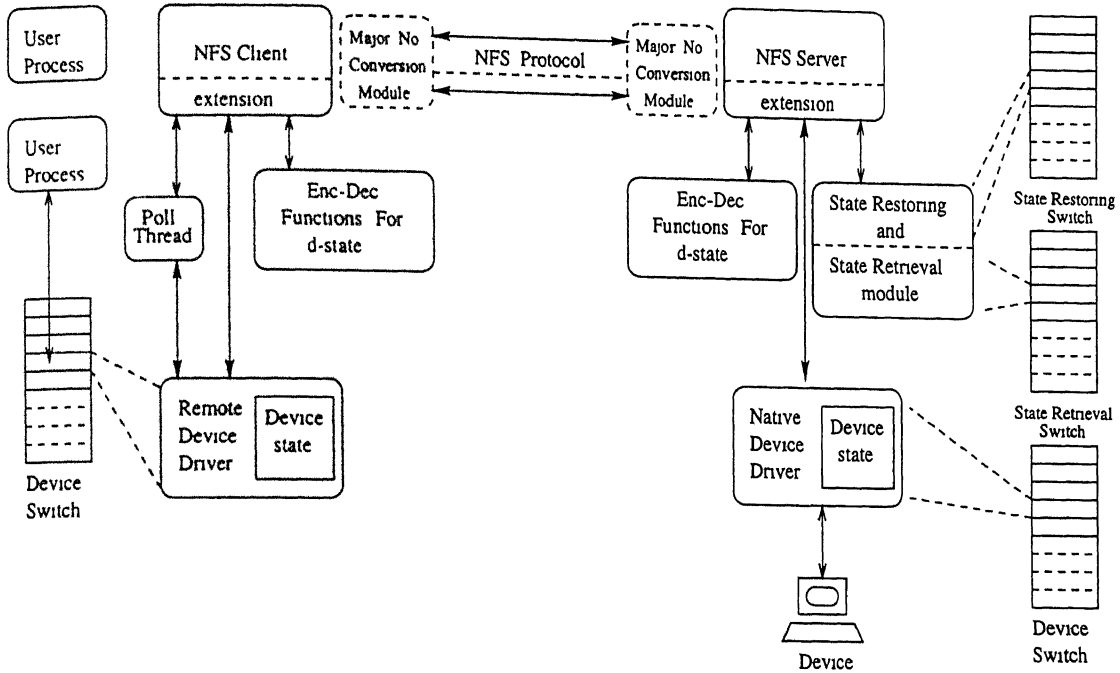 User
Process
NFS Client
extension
Major No
Conversion
Module
NFS Protocol
Major No
Conversion
Module
NFS Server
extension
User
Process
Poll
Thread
Enc-Dec
Functions For
d-state
Enc-Dec
Functions For
d-state
State Restoring
and
State Retrieval
module
State Restoring
Switch
State Retrieval
Switch
Remote
Device
Driver
Device
state
Native
Device
Driver
Device
state
Device
Switch
Device
Device
Switch